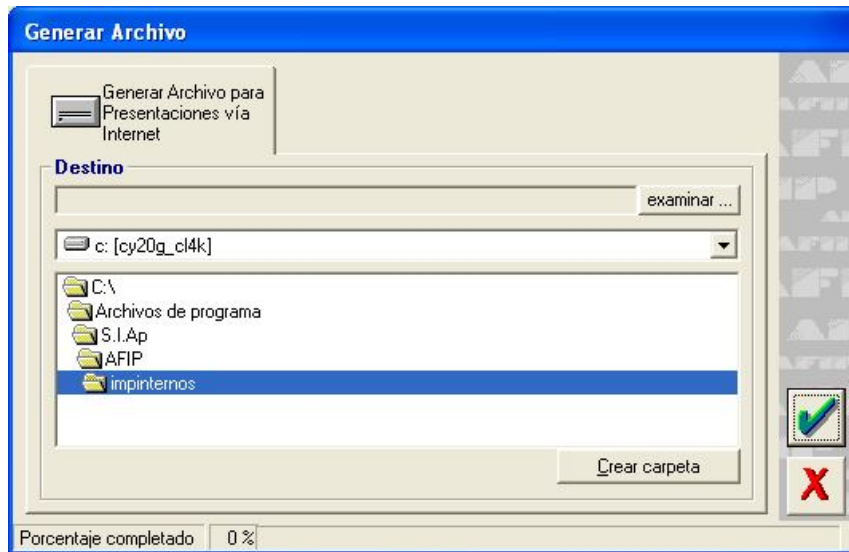 Generar Archivo
Generar Archivo para
Presentaciones vía
Internet
Destino
examinar ...
c: [cy20g_cl4k]
C:\
Archivos de programa
S.I.Ap
AFIP
impinternos
Crear carpeta
Porcentaje completado
0 %